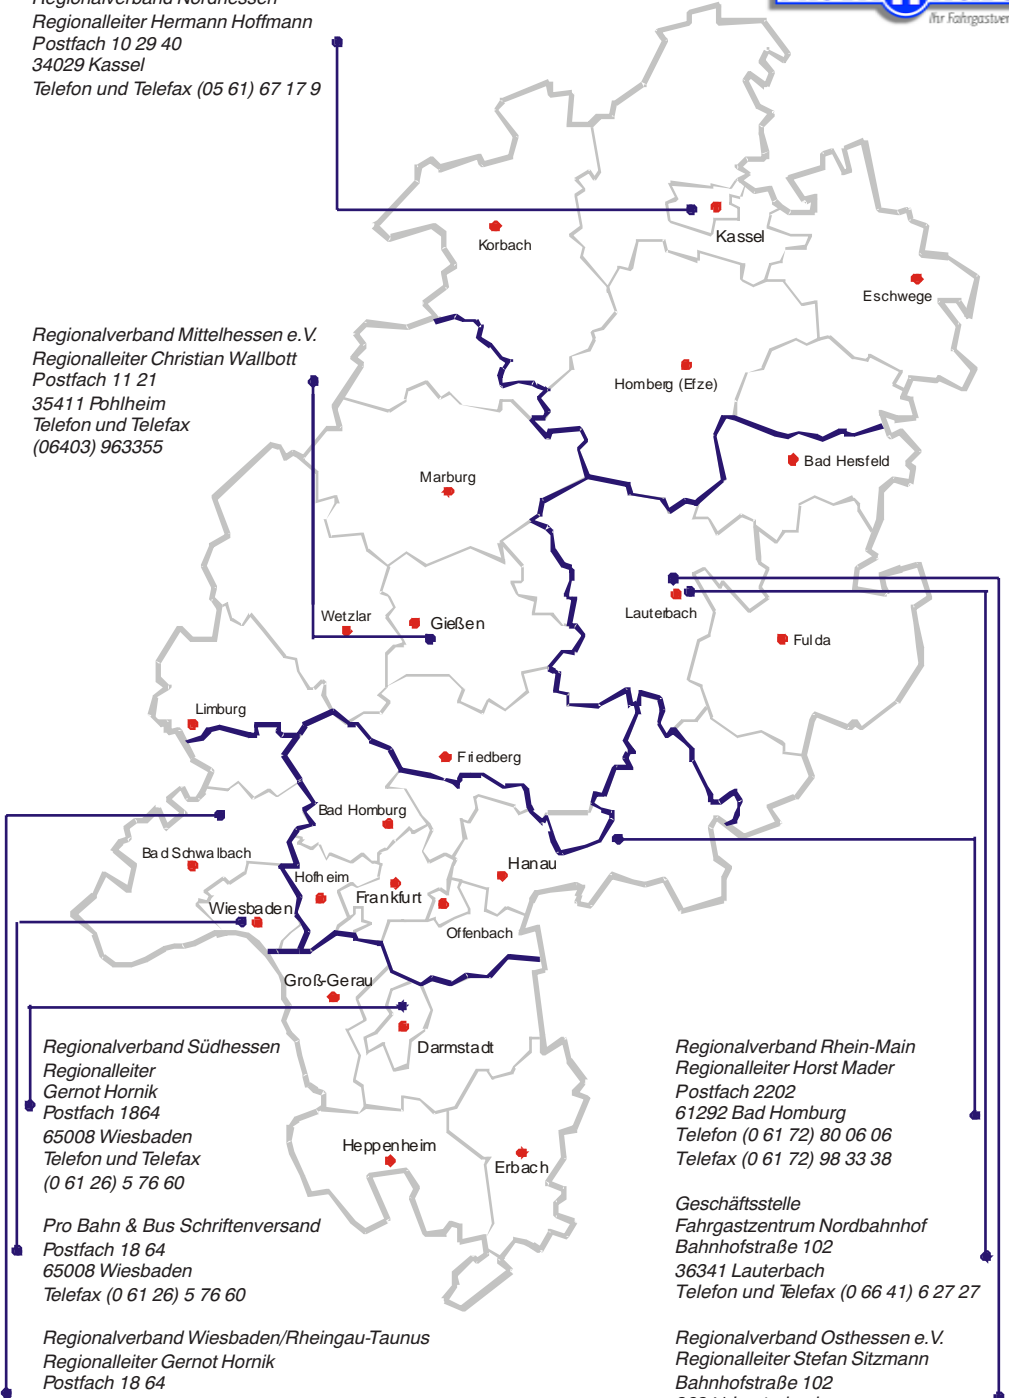 Regionalverband Nordhessen
Regionalleiter Hermann Hoffmann
Postfach 10 29 40
34029 Kassel
Telefon und Telefax (05 61) 67 17 9
Ihr Fahrgastver
Kassel
Korbach
Eschwege
Regionalverband Mittelhessen e.V.
Regionalleiter Christian Wallbott
Postfach 11 21
35411 Pohlheim
Telefon und Telefax
(06403) 963355
Homberg (Efze)
Bad Hersfeld
Marburg
Wetzlar
Gießen
Lauterbach
Fulda
Limburg
Friedberg
Bad Homburg
Bad Schwalbach
Hofheim
Hanau
Frankfurt
Wiesbaden
Offenbach
Groß-Gerau
Darmstadt
Heppenheim
Erbach
Regionalverband Südhessen
Regionalleiter
Gernot Hornik
Postfach 1864
65008 Wiesbaden
Telefon und Telefax
(0 61 26) 5 76 60
Pro Bahn & Bus Schriftenversand
Postfach 18 64
65008 Wiesbaden
Telefax (0 61 26) 5 76 60
Regionalverband Wiesbaden/Rheingau-Taunus
Regionalleiter Gernot Hornik
Postfach 18 64
Regionalverband Rhein-Main
Regionalleiter Horst Mader
Postfach 2202
61292 Bad Homburg
Telefon (0 61 72) 80 06 06
Telefax (0 61 72) 98 33 38
Geschäftsstelle
Fahrgastzentrum Nordbahnhof
Bahnhofstraße 102
36341 Lauterbach
Telefon und Telefax (0 66 41) 6 27 27
Regionalverband Osthessen e.V.
Regionalleiter Stefan Sitzmann
Bahnhofstraße 102